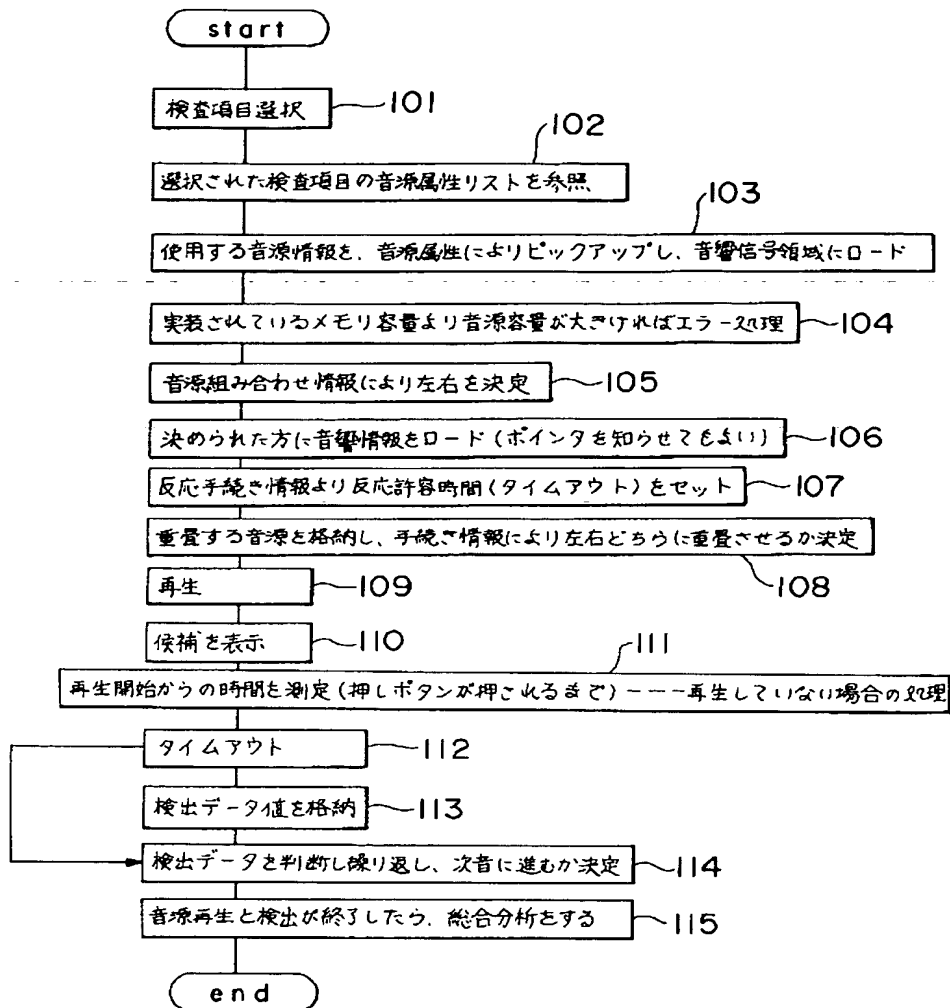 start
検査項目選択 101
102
選択された検査項目の音源属性リストを参照
103
使用する音源情報を、音源属性によりピックアップし、音響信号領域にロード
実装されているメモリ容量より音源容量が大きければエラー処理 104
音源組み合わせ情報により左右を決定 105
決められた方に音響情報をロード(ポインタを知らせてもよい) 106
反応手続き情報より反応許容時間(タイムアウト)をセット 107
重畳する音源を格納し、手続き情報により左右どちらに重畳させるか決定
108
再生 109
候補を表示 110
111
再生開始からの時間を測定(押しボタンが押されるまで)---再生していない場合の処理
タイムアウト 112
検出データ値を格納 113
検出データを判断し繰り返し、次音に進むか決定 114
音源再生と検出が終了したら、総合分析をする 115
end